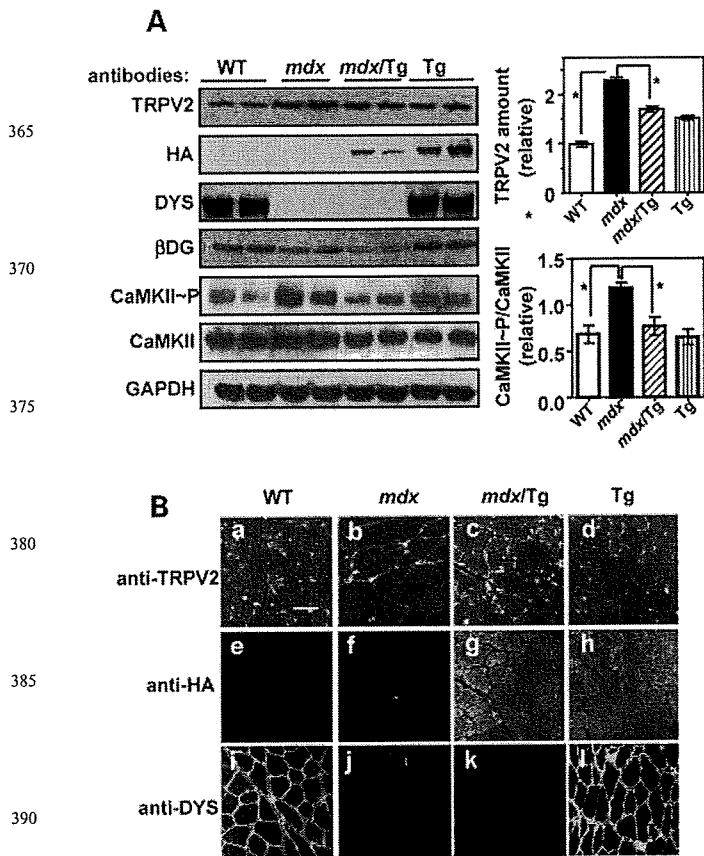 A
antibodies: WT mdx mdx/Tg Tg
TRPV2
HA
DYS
βDG
CaMKII~P
CaMKII
GAPDH
TRPV2 amount
(relative)
2
1
0
* *
WT mdx mdx/Tg Tg
*
CaMKII~P/CaMKII
(relative)
1.5
1.0
0.5
0.0
* *
WT mdx mdx/Tg Tg
365
370
375
B
WT mdx mdx/Tg Tg
380
anti-TRPV2
a b c d
385
anti-HA
e f g h
390
anti-DYS
i j k l